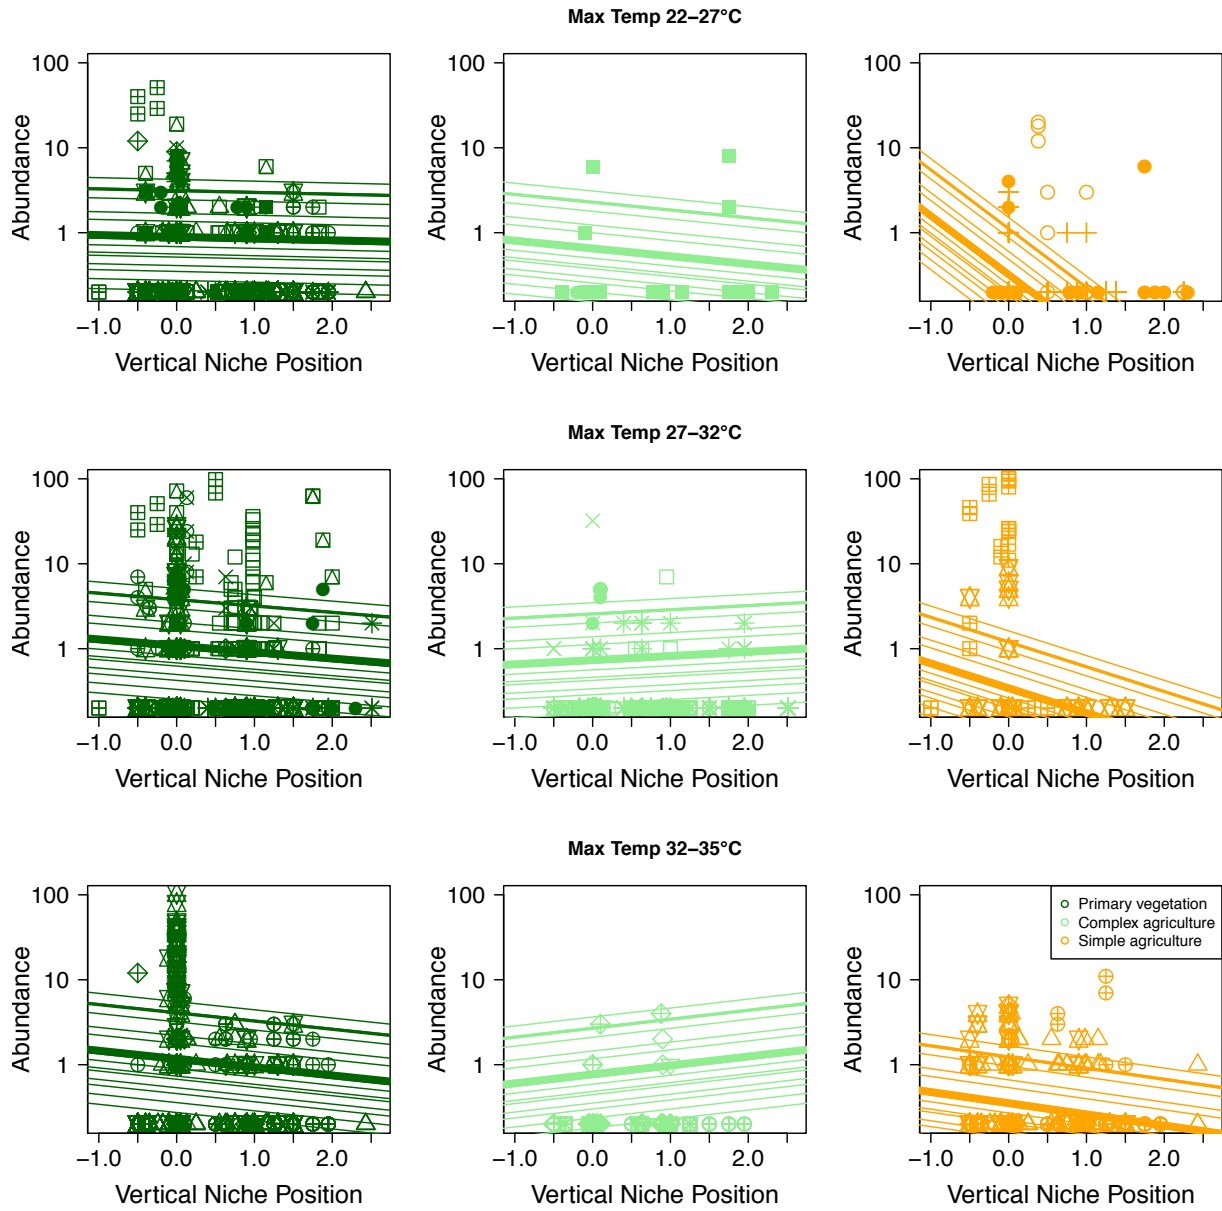 Max Temp 22–27°C
100
10
1
Abundance
−1.0 0.0 1.0 2.0
Vertical Niche Position
100
10
1
Abundance
−1.0 0.0 1.0 2.0
Vertical Niche Position
100
10
1
Abundance
−1.0 0.0 1.0 2.0
Vertical Niche Position
Max Temp 27–32°C
100
10
1
Abundance
−1.0 0.0 1.0 2.0
Vertical Niche Position
100
10
1
Abundance
−1.0 0.0 1.0 2.0
Vertical Niche Position
100
10
1
Abundance
−1.0 0.0 1.0 2.0
Vertical Niche Position
Max Temp 32–35°C
100
10
1
Abundance
−1.0 0.0 1.0 2.0
Vertical Niche Position
100
10
1
Abundance
−1.0 0.0 1.0 2.0
Vertical Niche Position
100
10
1
Abundance
Primary vegetation
Complex agriculture
Simple agriculture
−1.0 0.0 1.0 2.0
Vertical Niche Position